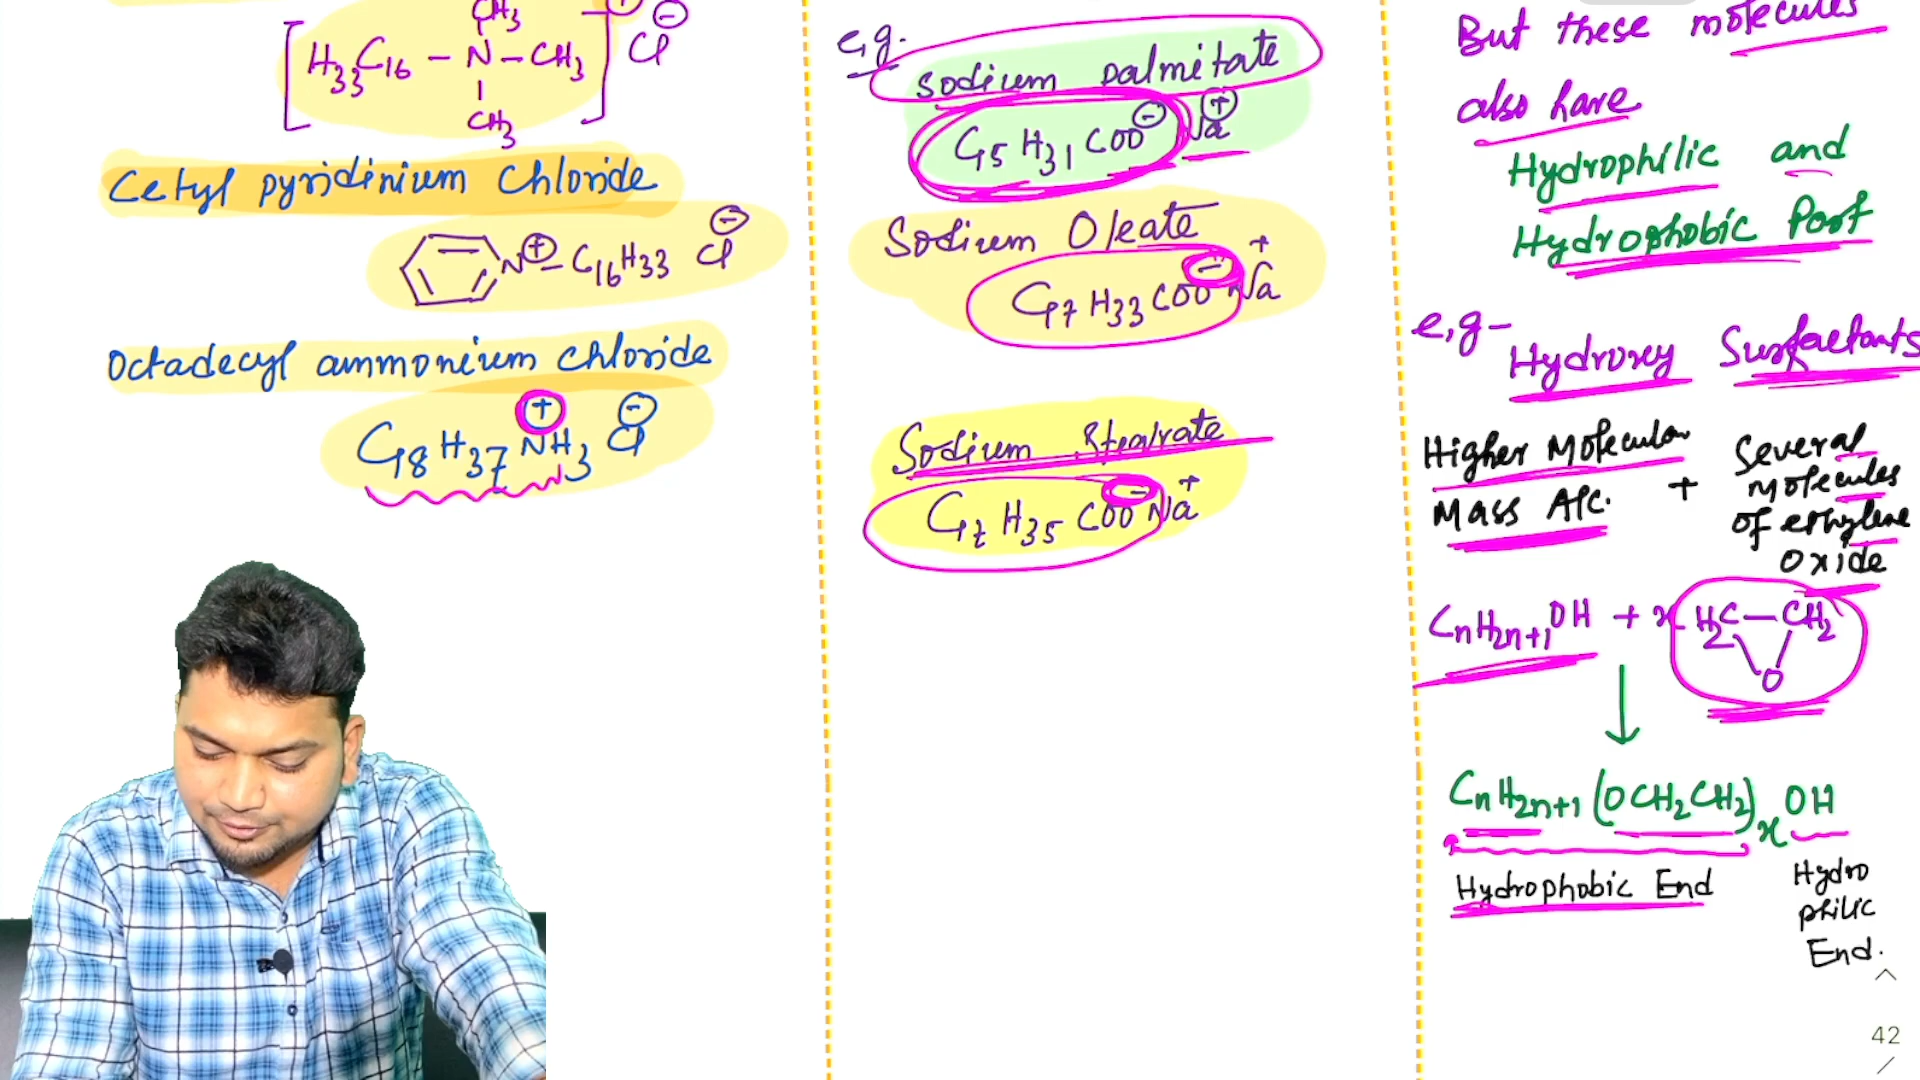 CH3 + -
[H33C16 - N - CH3] Cl
CH3
Cetyl pyridinium Chloride
N+ - C16H33 Cl-
Octadecyl ammonium chloride
C18H37NH3+ Cl-
e.g.
Sodium palmitate
C15H31COO- Na+
Sodium Oleate
C17H33COO- Na+
Sodium Stearate
C17H35COO- Na+
But these molecules
also have
Hydrophilic and
Hydrophobic Part
e,g- Hydroxy Surfactants
Higher Molecular
Mass Alc.
+
Several
molecules
of ethylene
oxide
CnH2n+1OH + x H2C - CH2
O
CnH2n+1(OCH2CH2)xOH
Hydrophobic End
Hydro
philic
End.
42